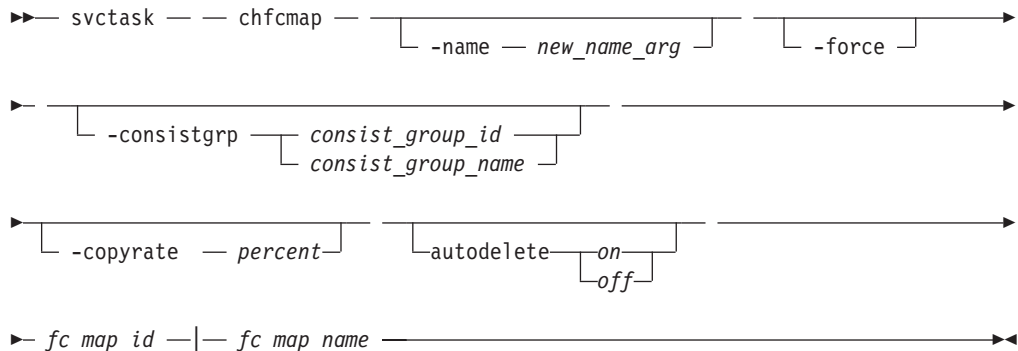 svctask chfcmap
-name new_name_arg -force
-consistgrp consist_group_id
consist_group_name
-copyrate percent autodelete on
off
fc map id | fc map name